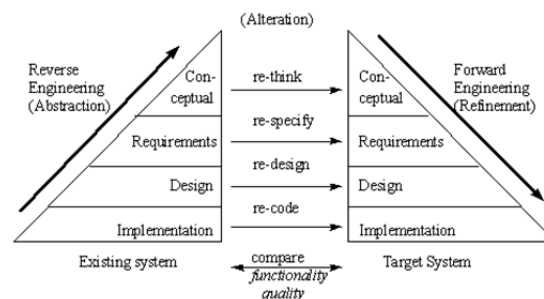 (Alteration)
Reverse
Engineering
(Abstraction)
Con-
ceptual
re-think
Con-
ceptual
Forward
Engineering
(Refinement)
re-specify
Requirements
Requirements
re-design
Design
Design
re-code
Implementation
Implementation
Existing system
compare
Target System
functionality
quality